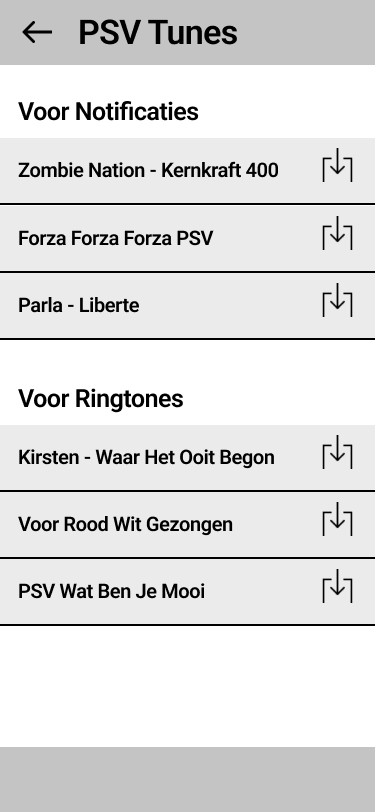 PSV Tunes
Voor Notificaties
Zombie Nation - Kernkraft 400
Forza Forza Forza PSV
Parla - Liberte
Voor Ringtones
Kirsten - Waar Het Ooit Begon
Voor Rood Wit Gezongen
PSV Wat Ben Je Mooi